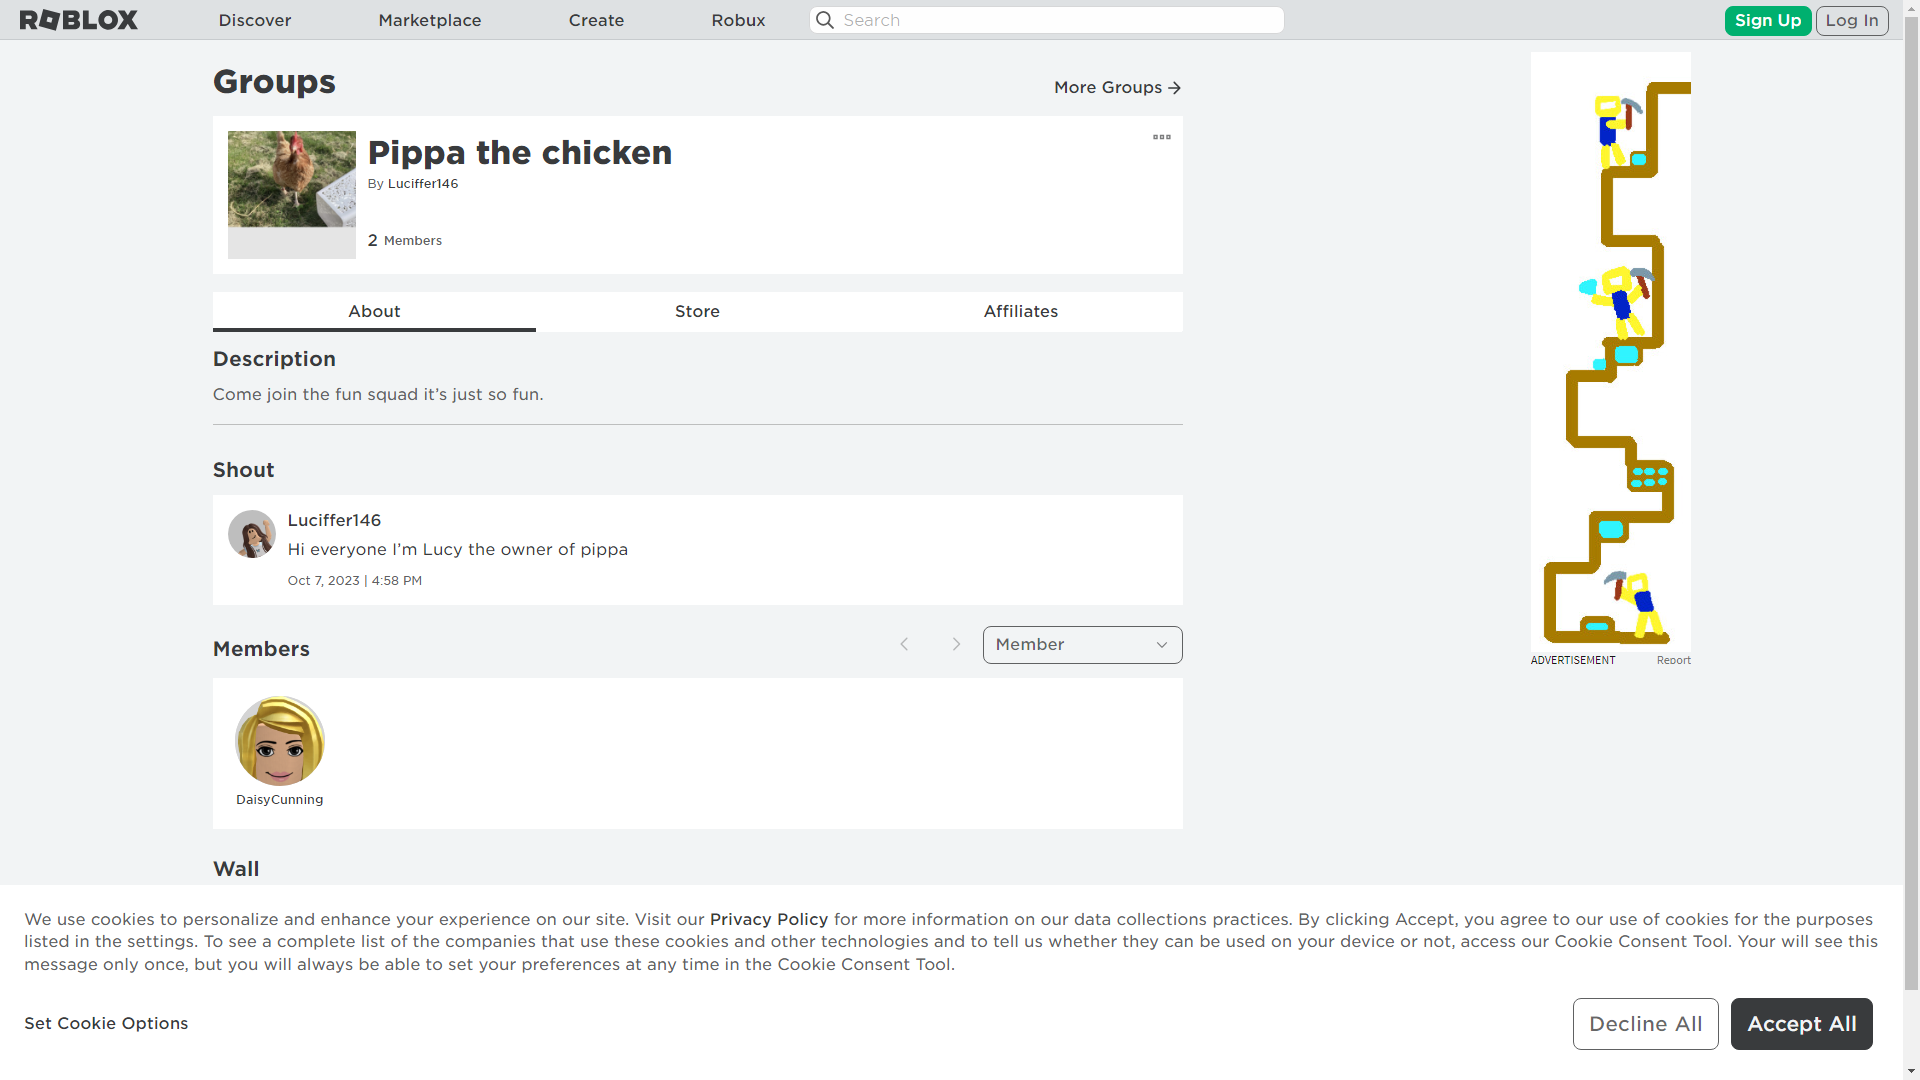 ROBLOX
Discover
Marketplace
Create
Robux
Search
Sign Up
Log In
Groups
More Groups
Pippa the chicken
By Luciffer146
2 Members
About
Store
Affiliates
Description
Come join the fun squad it’s just so fun.
Shout
Luciffer146
Hi everyone I’m Lucy the owner of pippa
Oct 7, 2023 | 4:58 PM
Members
Member
DaisyCunning
Wall
ADVERTISEMENT
Report
We use cookies to personalize and enhance your experience on our site. Visit our Privacy Policy for more information on our data collections practices. By clicking Accept, you agree to our use of cookies for the purposes
listed in the settings. To see a complete list of the companies that use these cookies and other technologies and to tell us whether they can be used on your device or not, access our Cookie Consent Tool. Your will see this
message only once, but you will always be able to set your preferences at any time in the Cookie Consent Tool.
Set Cookie Options
Decline All
Accept All